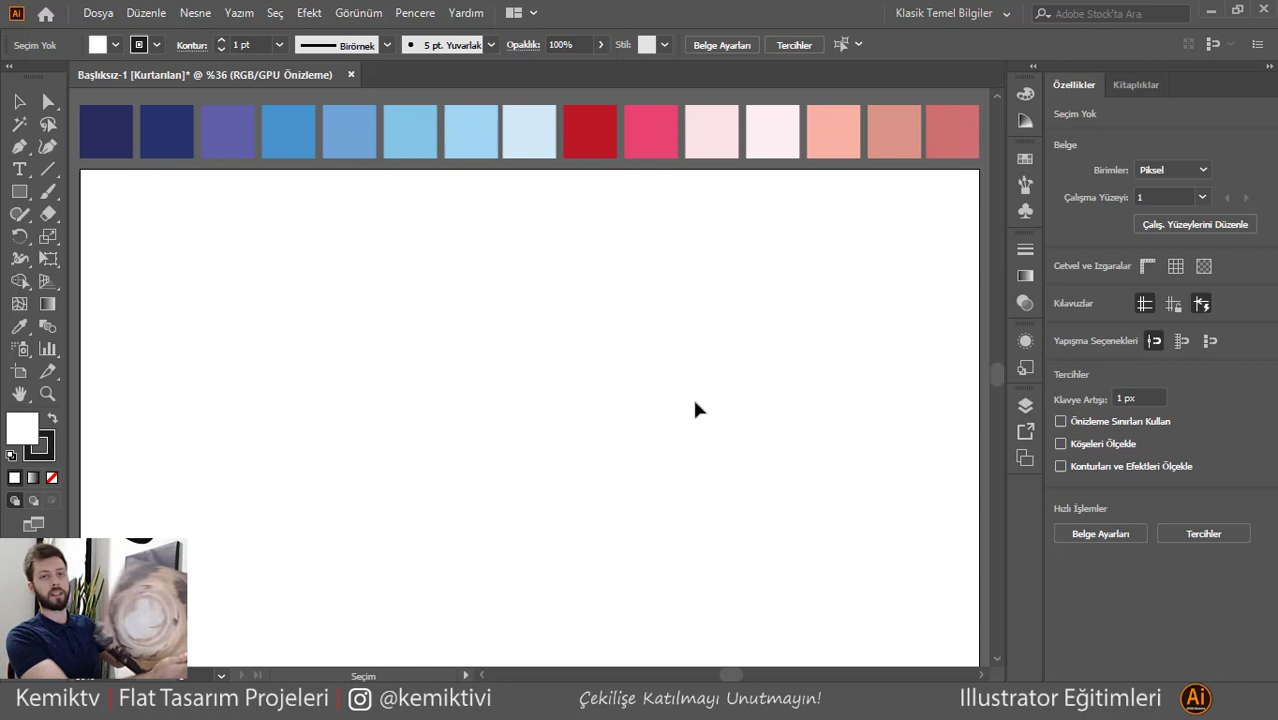 Ai Dosya Düzenle Nesne Yazım Seç Efekt Görünüm Pencere Yardım Klasik Temel Bilgiler Adobe Stock'ta Ara
Seçim Yok Kontur: 1 pt Birörnek 5 pt. Yuvarlak Opaklık: 100% Stil: Belge Ayarları Tercihler
Başlıksız-1 [Kurtarılan]* @ %36 (RGB/GPU Önizleme)
Özellikler Kitaplıklar
Seçim Yok
Belge
Birimler: Piksel
Çalışma Yüzeyi: 1
Çalış. Yüzeylerini Düzenle
Cetvel ve Izgaralar
Kılavuzlar
Yapışma Seçenekleri
Tercihler
Klavye Artışı: 1 px
Önizleme Sınırları Kullan
Köşeleri Ölçekle
Konturları ve Efektleri Ölçekle
Hızlı İşlemler
Belge Ayarları Tercihler
Seçim
Kemiktv | Flat Tasarım Projeleri | @kemiktivi Çekilişe Katılmayı Unutmayın! Illustrator Eğitimleri Ai